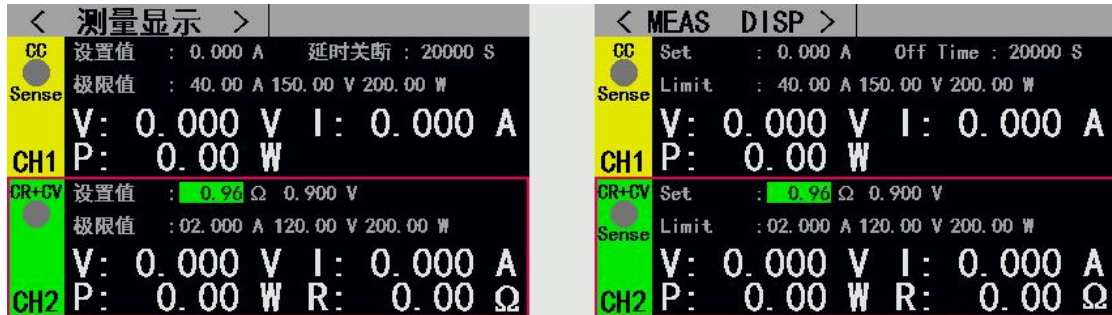 < 测量显示 >
CC 设置值 : 0.000 A 延时关断 : 20000 S
Sense 极限值 : 40.00 A 150.00 V 200.00 W
V: 0.000 V I: 0.000 A
CH1 P: 0.00 W
CR+CV 设置值 : 0.96 Ω 0.900 V
极限值 :02.000 A 120.00 V 200.00 W
V: 0.000 V I: 0.000 A
CH2 P: 0.00 W R: 0.00 Ω
< MEAS DISP >
CC Set : 0.000 A Off Time : 20000 S
Sense Limit : 40.00 A 150.00 V 200.00 W
V: 0.000 V I: 0.000 A
CH1 P: 0.00 W
CR+CV Set : 0.96 Ω 0.900 V
Sense Limit :02.000 A 120.00 V 200.00 W
V: 0.000 V I: 0.000 A
CH2 P: 0.00 W R: 0.00 Ω